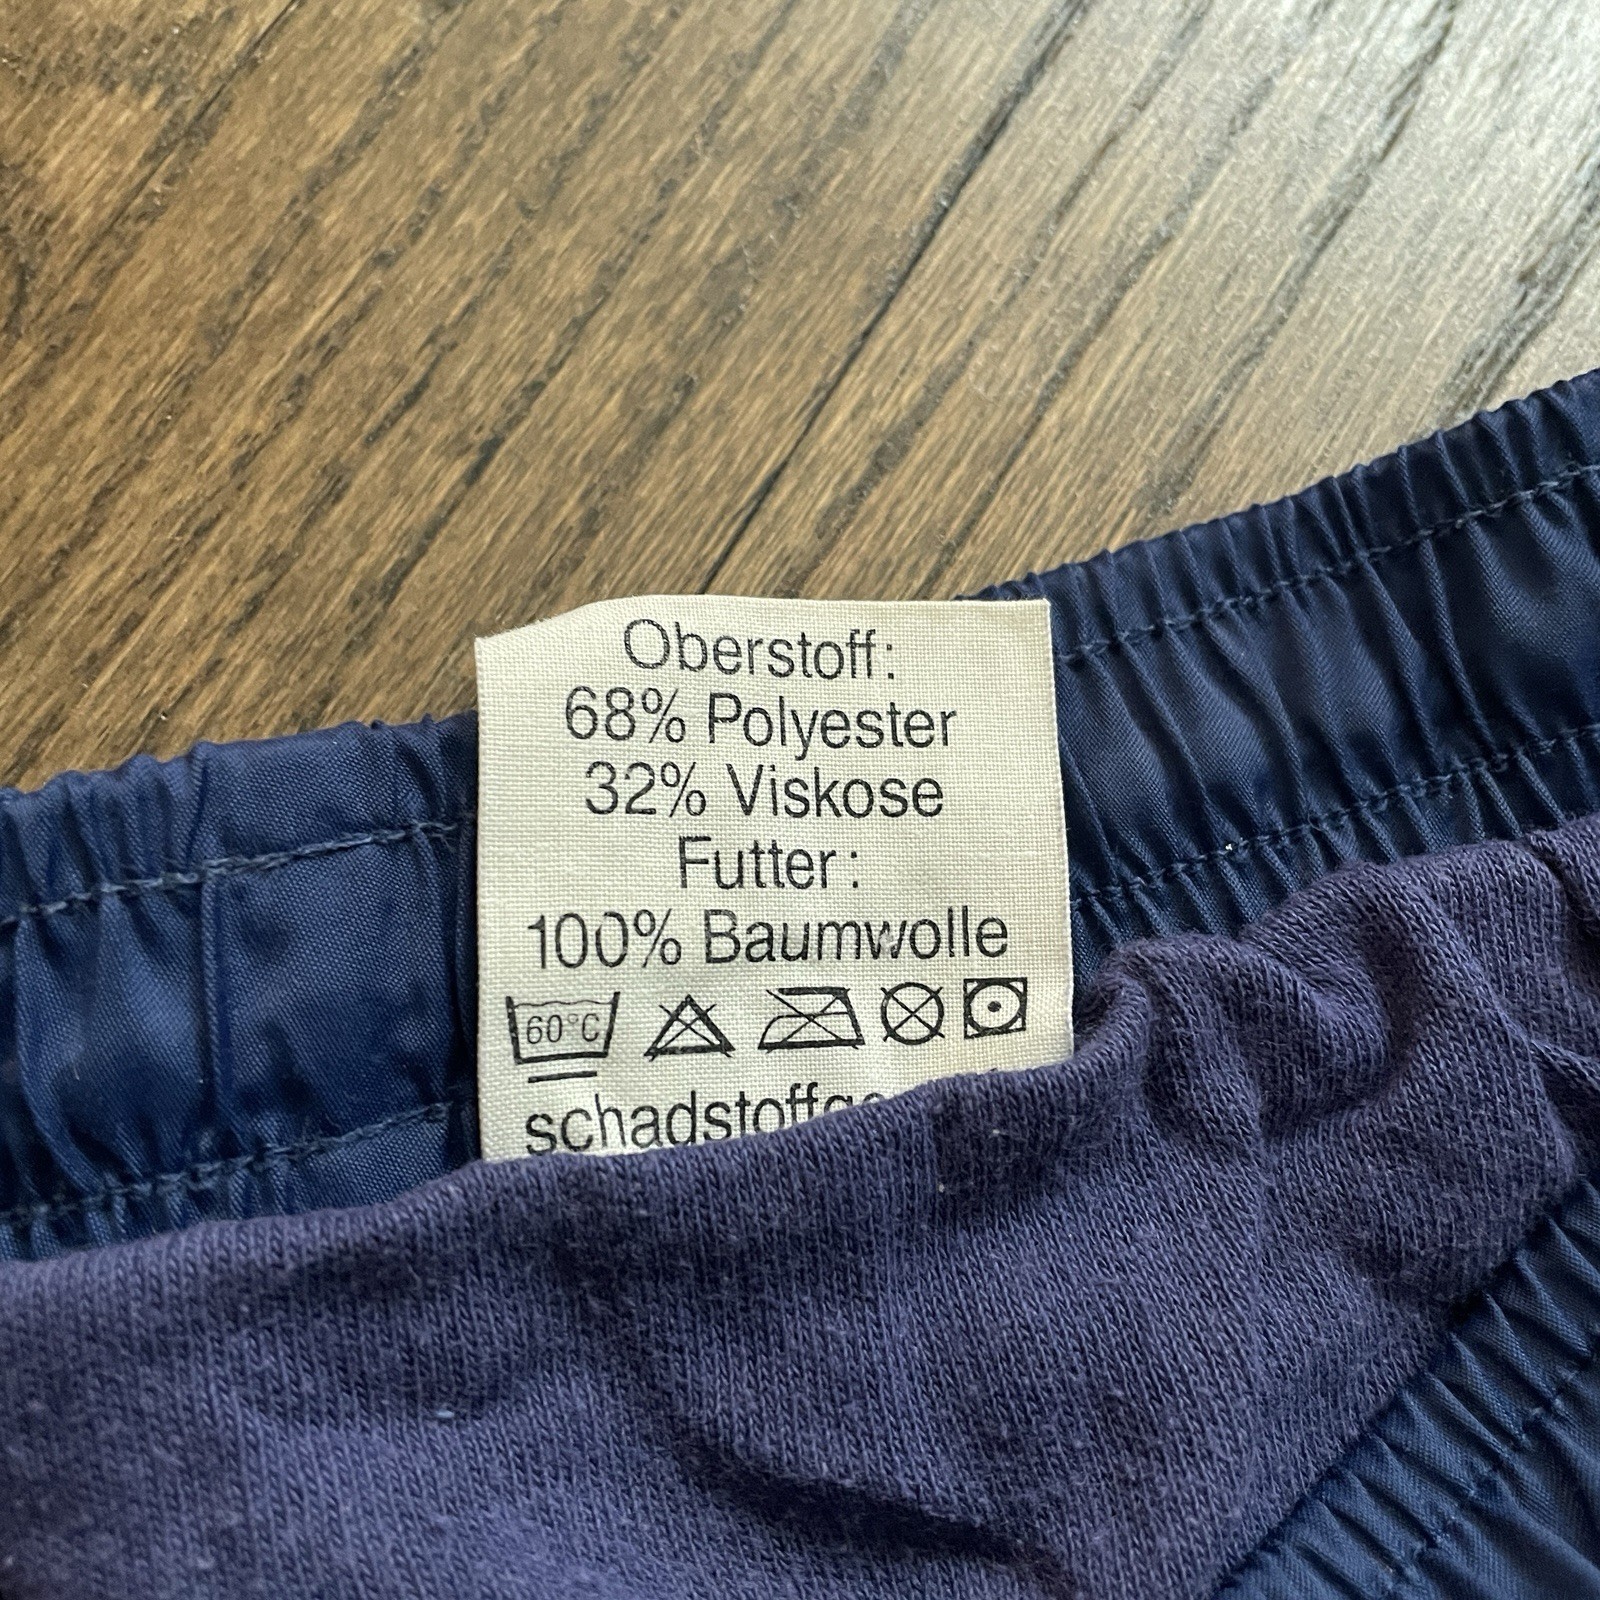 Oberstoff:
68% Polyester
32% Viskose
Futter:
100% Baumwolle
60°C